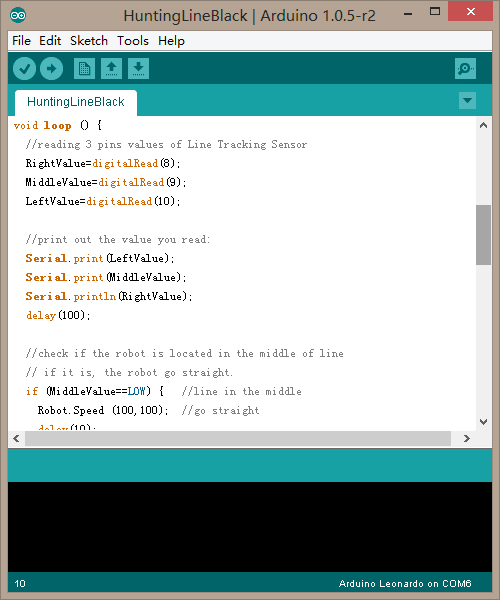 HuntingLineBlack | Arduino 1.0.5-r2
File Edit Sketch Tools Help
HuntingLineBlack
void loop () {
//reading 3 pins values of Line Tracking Sensor
RightValue=digitalRead(8);
MiddleValue=digitalRead(9);
LeftValue=digitalRead(10);
//print out the value you read:
Serial.print(LeftValue);
Serial.print(MiddleValue);
Serial.println(RightValue);
delay(100);
//check if the robot is located in the middle of line
// if it is, the robot go straight.
if (MiddleValue==LOW) { //line in the middle
Robot.Speed (100,100); //go straight
delay(10);
10
Arduino Leonardo on COM6